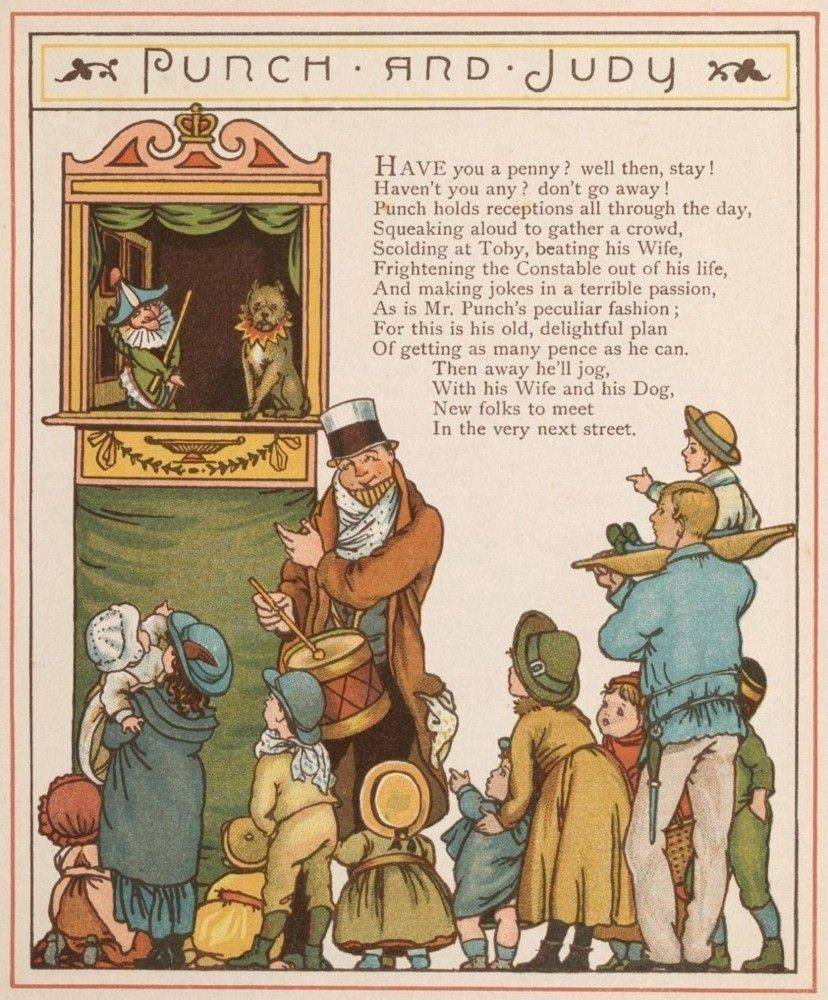 PUNCH · AND · JUDY
HAVE you a penny? well then, stay!
Haven't you any? don't go away!
Punch holds receptions all through the day,
Squeaking aloud to gather a crowd,
Scolding at Toby, beating his Wife,
Frightening the Constable out of his life,
And making jokes in a terrible passion,
As is Mr. Punch's peculiar fashion;
For this is his old, delightful plan
Of getting as many pence as he can.
Then away he'll jog,
With his Wife and his Dog,
New folks to meet
In the very next street.